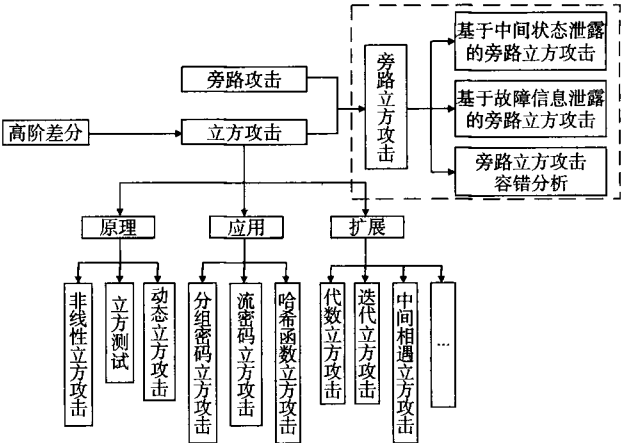 基于中间状态泄露
的旁路立方攻击
旁路攻击
旁路立方攻击
基于故障信息泄露
的旁路立方攻击
高阶差分
立方攻击
旁路立方攻击
容错分析
原理
应用
扩展
非线性立方攻击
立方测试
动态立方攻击
分组密码立方攻击
流密码立方攻击
哈希函数立方攻击
代数立方攻击
迭代立方攻击
中间相遇立方攻击
…